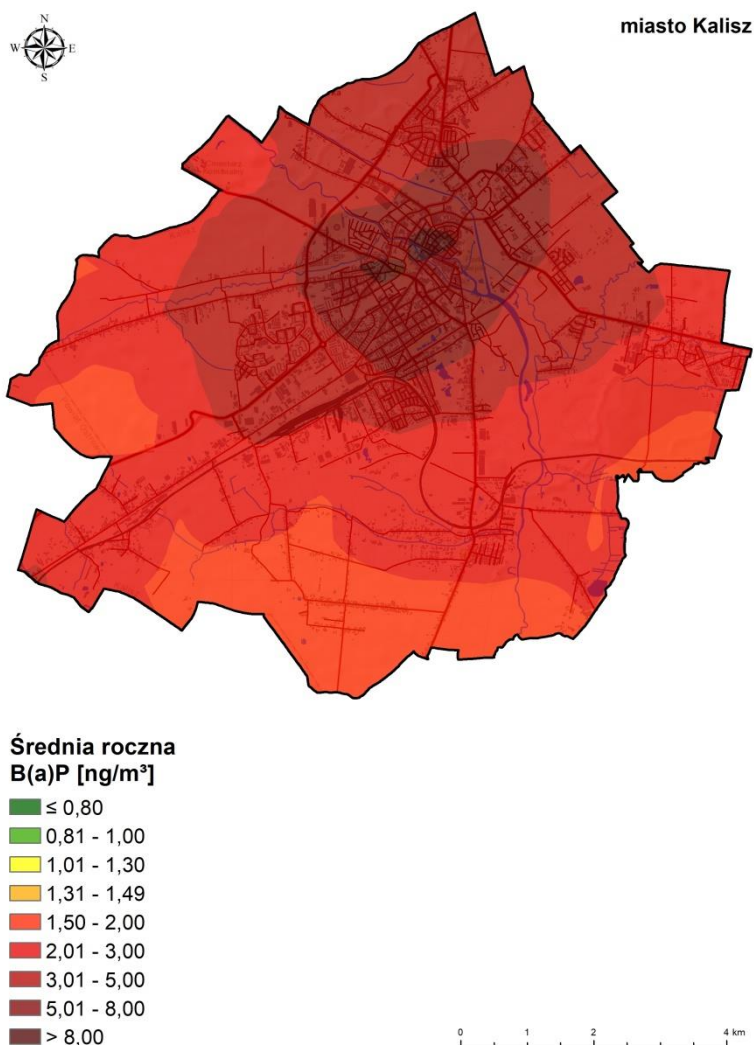 N
miasto Kalisz
W E
S
Kalisz
Średnia roczna
B(a)P [ng/m³]
≤ 0,80
0,81 - 1,00
1,01 - 1,30
1,31 - 1,49
1,50 - 2,00
2,01 - 3,00
3,01 - 5,00
5,01 - 8,00
> 8,00
0 1 2 4 km